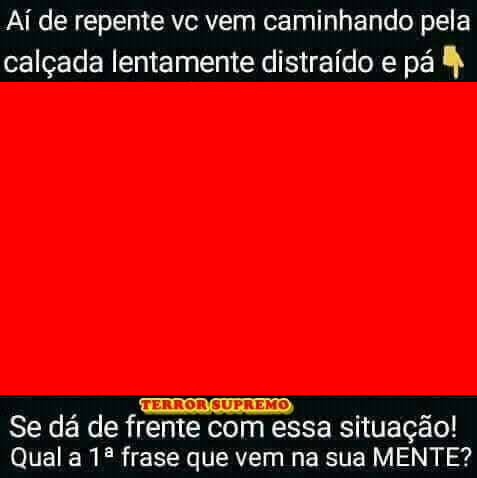 Aí de repente vc vem caminhando pela
calçada lentamente distraído e pá👇
TERROR SUPREMO
Se dá de frente com essa situação!
Qual a 1ª frase que vem na sua MENTE?